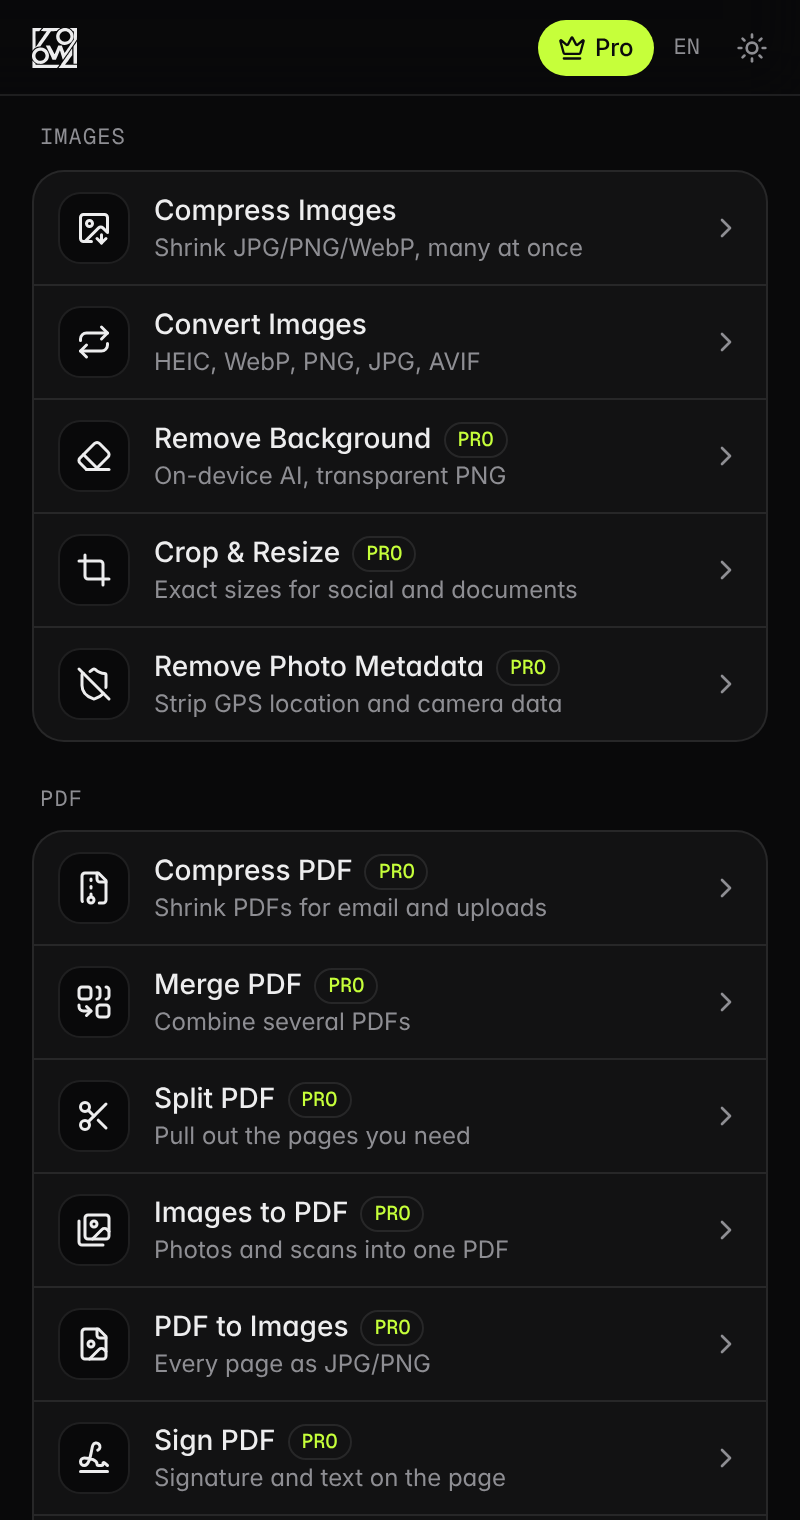 ZOOM
Pro
EN
IMAGES
Compress Images
Shrink JPG/PNG/WebP, many at once
Convert Images
HEIC, WebP, PNG, JPG, AVIF
Remove Background PRO
On-device AI, transparent PNG
Crop & Resize PRO
Exact sizes for social and documents
Remove Photo Metadata PRO
Strip GPS location and camera data
PDF
Compress PDF PRO
Shrink PDFs for email and uploads
Merge PDF PRO
Combine several PDFs
Split PDF PRO
Pull out the pages you need
Images to PDF PRO
Photos and scans into one PDF
PDF to Images PRO
Every page as JPG/PNG
Sign PDF PRO
Signature and text on the page